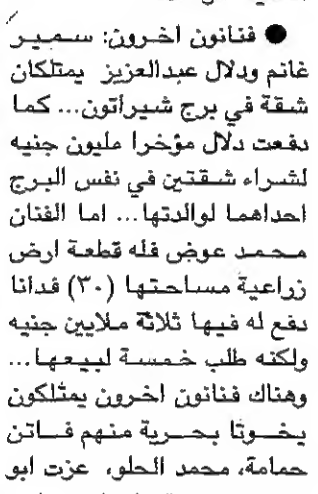 ● فنانون اخرون: سمير
غانم ودلال عبدالعزيز يمتلكان
شقة في برج شيراتون... كما
دفعت دلال مؤخرا مليون جنيه
لشراء شقتين في نفس البرج
احداهما لوالدتها... اما الفنان
محمد عوض فله قطعة ارض
زراعية مساحتها (٣٠) فدانا
دفع له فيها ثلاثة ملايين جنيه
ولكنه طلب خمسة لبيعها...
وهناك فنانون اخرون يمتلكون
يخوتا بحرية منهم فاتن
حمامة، محمد الحلو، عزت ابو